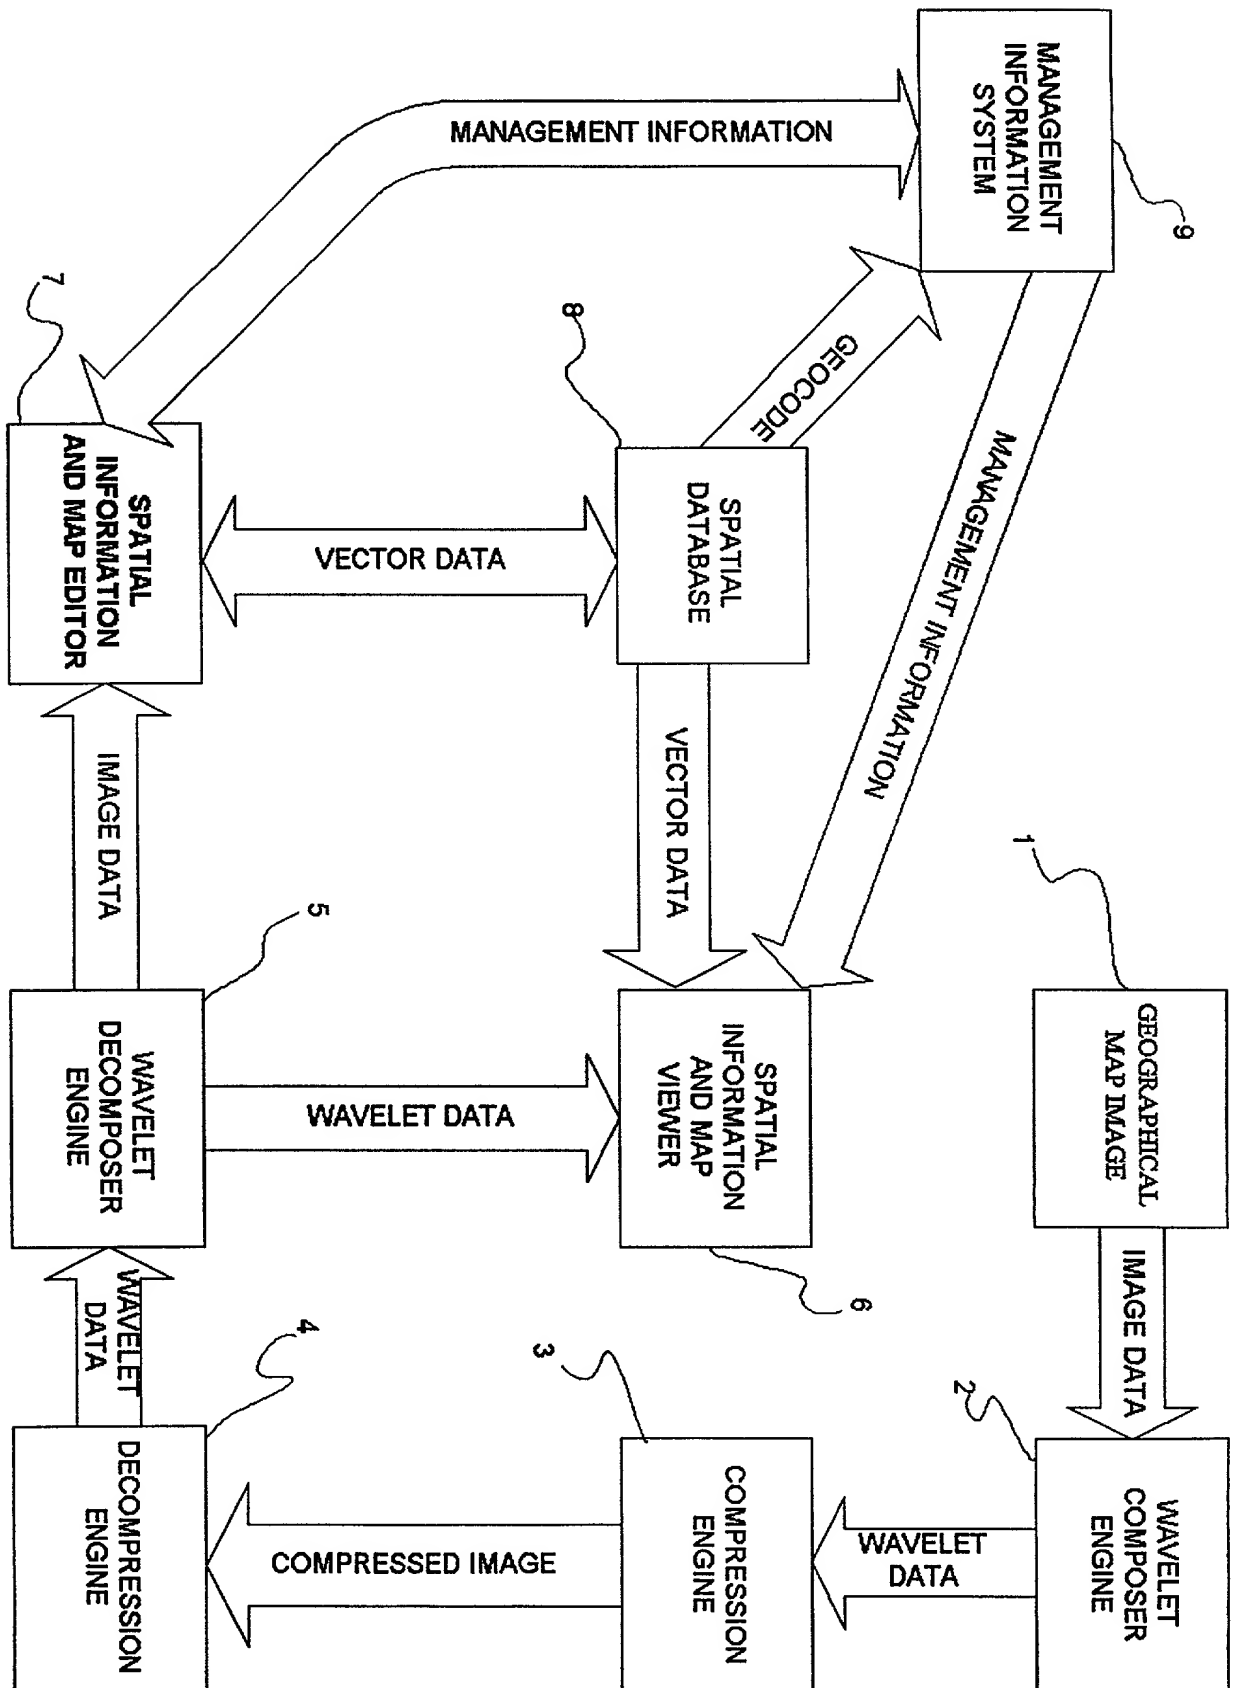 MANAGEMENT
INFORMATION
SYSTEM
9
MANAGEMENT INFORMATION
GEOCODE
MANAGEMENT INFORMATION
7
SPATIAL
INFORMATION
AND MAP EDITOR
VECTOR DATA
8
SPATIAL
DATABASE
VECTOR DATA
IMAGE DATA
5
WAVELET
DECOMPOSER
ENGINE
WAVELET DATA
SPATIAL
INFORMATION
AND MAP
VIEWER
6
1
GEOGRAPHICAL
MAP IMAGE
IMAGE DATA
2
WAVELET
COMPOSER
ENGINE
WAVELET
DATA
3
COMPRESSION
ENGINE
COMPRESSED IMAGE
4
DECOMPRESSION
ENGINE
WAVELET
DATA